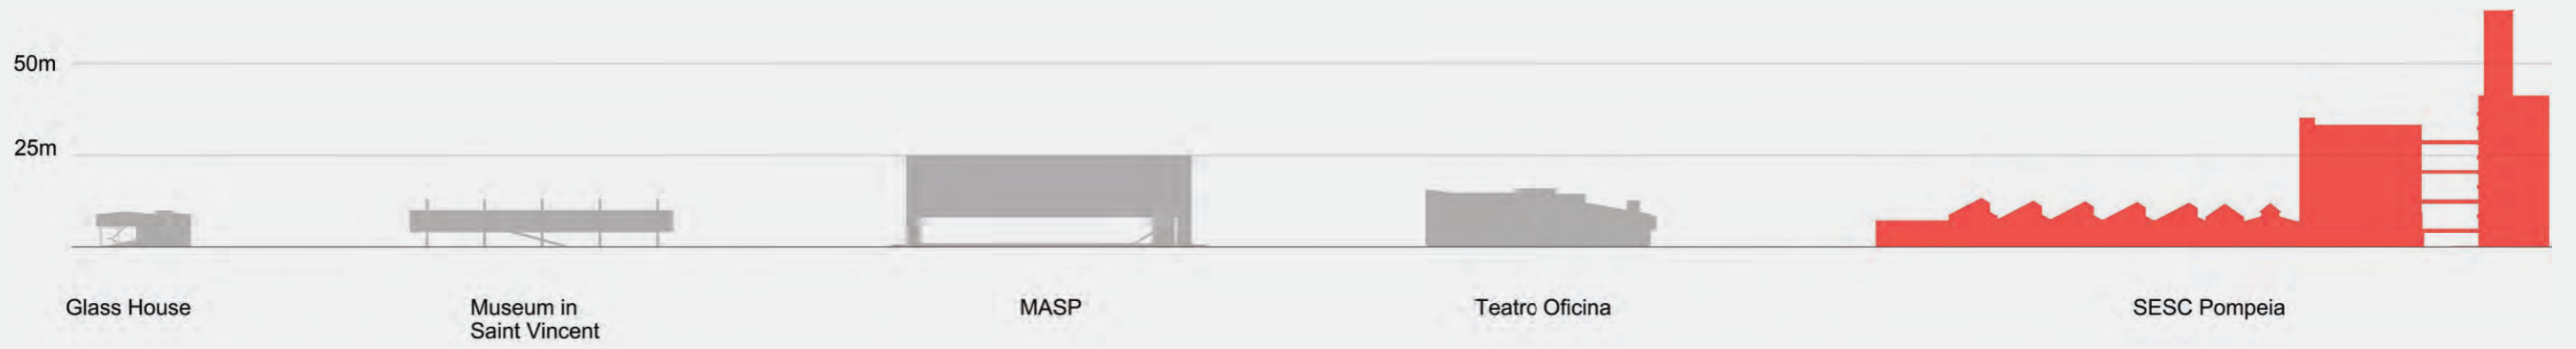 50m
25m
Glass House
Museum in
Saint Vincent
MASP
Teatro Oficina
SESC Pompeia